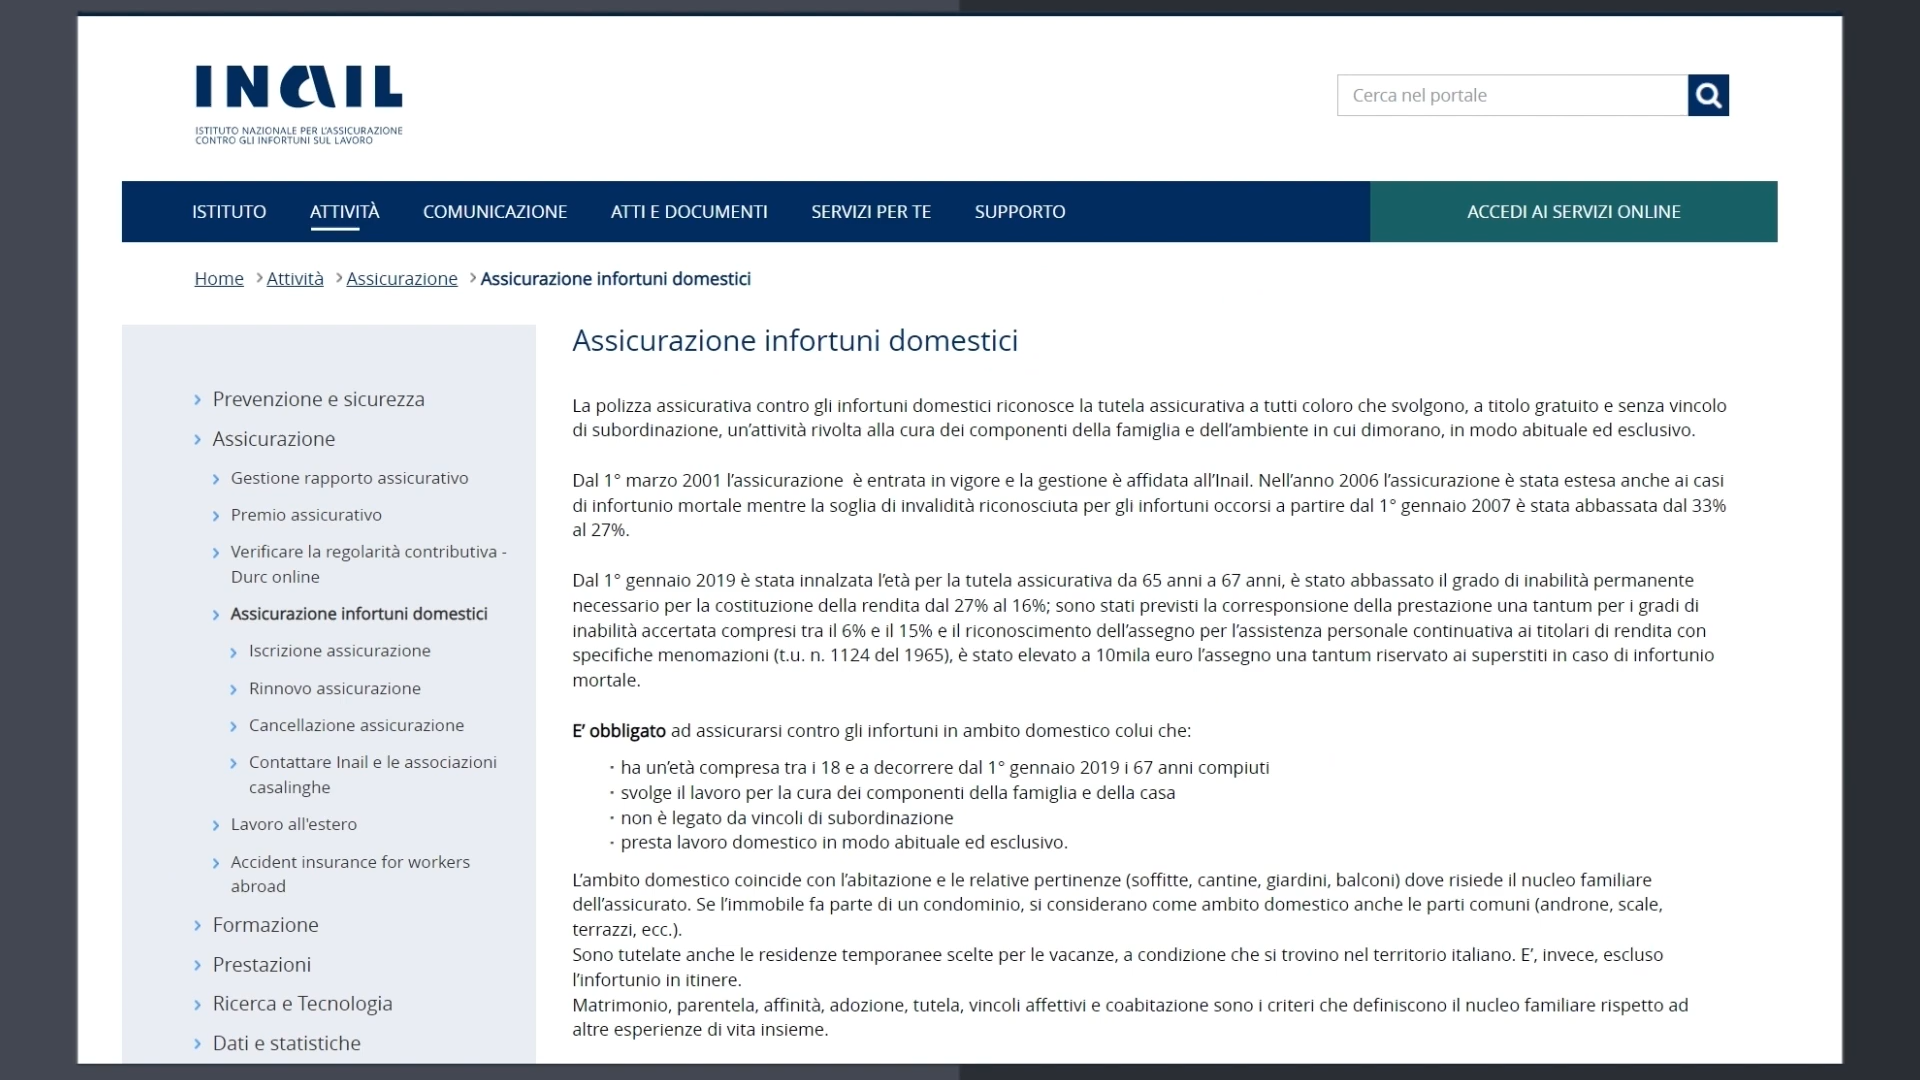 INAIL
ISTITUTO NAZIONALE PER L'ASSICURAZIONE
CONTRO GLI INFORTUNI SUL LAVORO
Cerca nel portale
ISTITUTO ATTIVITÀ COMUNICAZIONE ATTI E DOCUMENTI SERVIZI PER TE SUPPORTO ACCEDI AI SERVIZI ONLINE
Home > Attività > Assicurazione > Assicurazione infortuni domestici
Prevenzione e sicurezza
Assicurazione
Gestione rapporto assicurativo
Premio assicurativo
Verificare la regolarità contributiva -
Durc online
Assicurazione infortuni domestici
Iscrizione assicurazione
Rinnovo assicurazione
Cancellazione assicurazione
Contattare Inail e le associazioni
casalinghe
Lavoro all'estero
Accident insurance for workers
abroad
Formazione
Prestazioni
Ricerca e Tecnologia
Dati e statistiche
Assicurazione infortuni domestici
La polizza assicurativa contro gli infortuni domestici riconosce la tutela assicurativa a tutti coloro che svolgono, a titolo gratuito e senza vincolo
di subordinazione, un'attività rivolta alla cura dei componenti della famiglia e dell'ambiente in cui dimorano, in modo abituale ed esclusivo.
Dal 1° marzo 2001 l'assicurazione è entrata in vigore e la gestione è affidata all'Inail. Nell'anno 2006 l'assicurazione è stata estesa anche ai casi
di infortunio mortale mentre la soglia di invalidità riconosciuta per gli infortuni occorsi a partire dal 1° gennaio 2007 è stata abbassata dal 33%
al 27%.
Dal 1° gennaio 2019 è stata innalzata l'età per la tutela assicurativa da 65 anni a 67 anni, è stato abbassato il grado di inabilità permanente
necessario per la costituzione della rendita dal 27% al 16%; sono stati previsti la corresponsione della prestazione una tantum per i gradi di
inabilità accertata compresi tra il 6% e il 15% e il riconoscimento dell'assegno per l'assistenza personale continuativa ai titolari di rendita con
specifiche menomazioni (t.u. n. 1124 del 1965), è stato elevato a 10mila euro l'assegno una tantum riservato ai superstiti in caso di infortunio
mortale.
E' obbligato ad assicurarsi contro gli infortuni in ambito domestico colui che:
· ha un'età compresa tra i 18 e a decorrere dal 1° gennaio 2019 i 67 anni compiuti
· svolge il lavoro per la cura dei componenti della famiglia e della casa
· non è legato da vincoli di subordinazione
· presta lavoro domestico in modo abituale ed esclusivo.
L'ambito domestico coincide con l'abitazione e le relative pertinenze (soffitte, cantine, giardini, balconi) dove risiede il nucleo familiare
dell'assicurato. Se l'immobile fa parte di un condominio, si considerano come ambito domestico anche le parti comuni (androne, scale,
terrazzi, ecc.).
Sono tutelate anche le residenze temporanee scelte per le vacanze, a condizione che si trovino nel territorio italiano. E', invece, escluso
l'infortunio in itinere.
Matrimonio, parentela, affinità, adozione, tutela, vincoli affettivi e coabitazione sono i criteri che definiscono il nucleo familiare rispetto ad
altre esperienze di vita insieme.